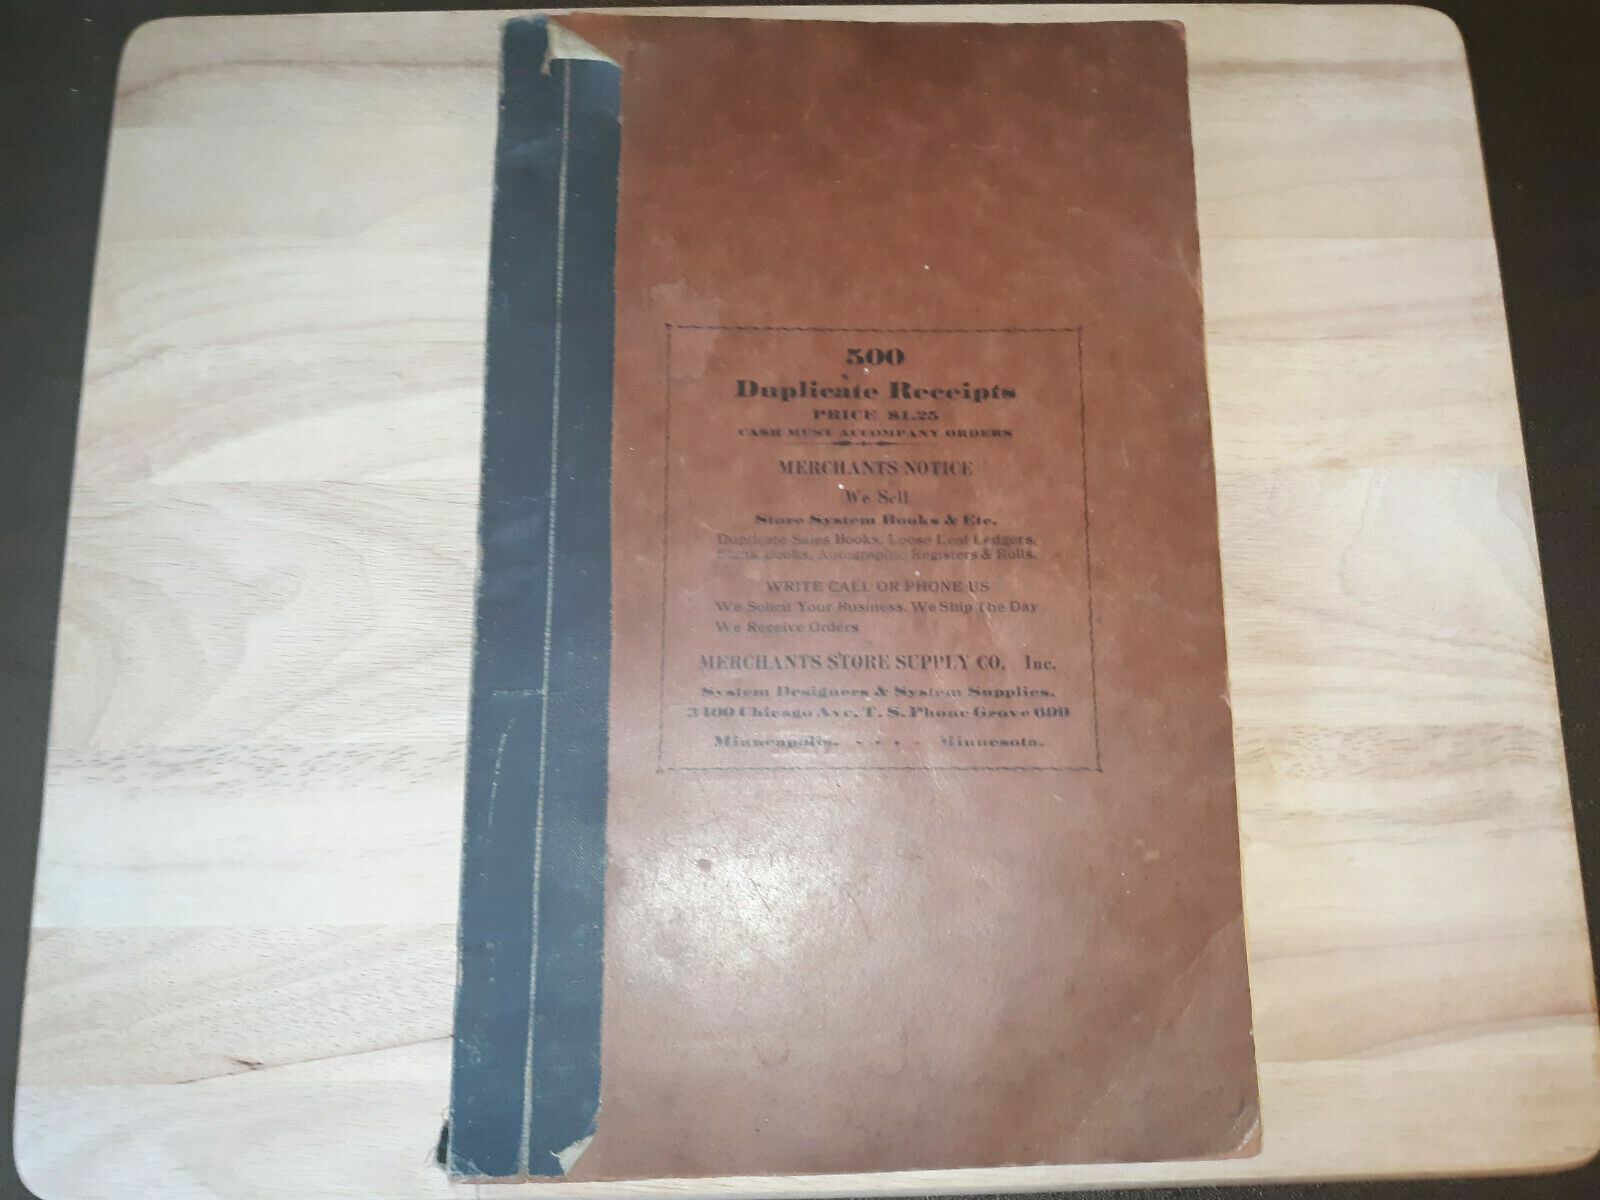 500
Duplicate Receipts
PRICE $1.25
CASH MUST ACCOMPANY ORDERS
MERCHANTS NOTICE
We Sell
Store System Books & Etc.
Duplicate Sales Books, Loose Leaf Ledgers,
Blank Books, Autographic Registers & Rolls.
WRITE CALL OR PHONE US
We Solicit Your Business. We Ship The Day
We Receive Orders
MERCHANTS STORE SUPPLY CO. Inc.
System Designers & System Supplies.
3400 Chicago Ave. T. S. Phone Grove 699
Minneapolis. - - - - Minnesota.